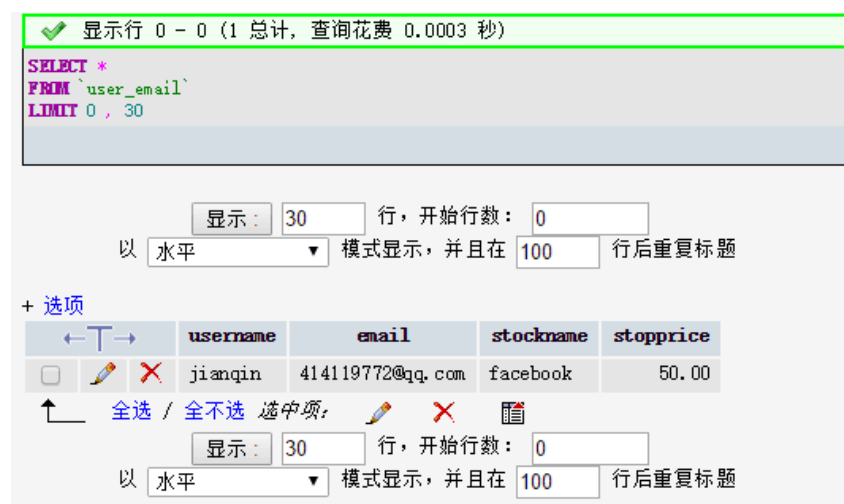 显示行 0 - 0 (1 总计, 查询花费 0.0003 秒)
SELECT *
FROM `user_email`
LIMIT 0 , 30
显示： 30 行，开始行数： 0
以 水平 模式显示，并且在 100 行后重复标题
+ 选项
←T→ username email stockname stopprice
jianqin 414119772@qq.com facebook 50.00
全选 / 全不选 选中项：
显示： 30 行，开始行数： 0
以 水平 模式显示，并且在 100 行后重复标题